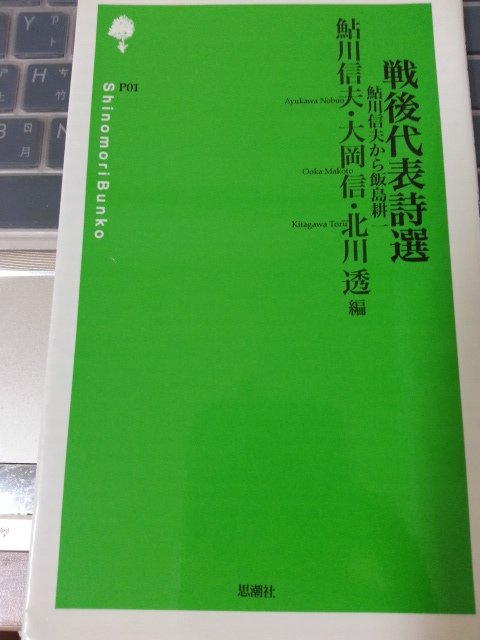 戦後代表詩選
鮎川信夫から飯島耕一
鮎川信夫・大岡信・北川透 編
Ayukawa Nobuo
Ooka Makoto
Kitagawa Toru
P01
ShinomoriBunko
思潮社
H
竹
B
月